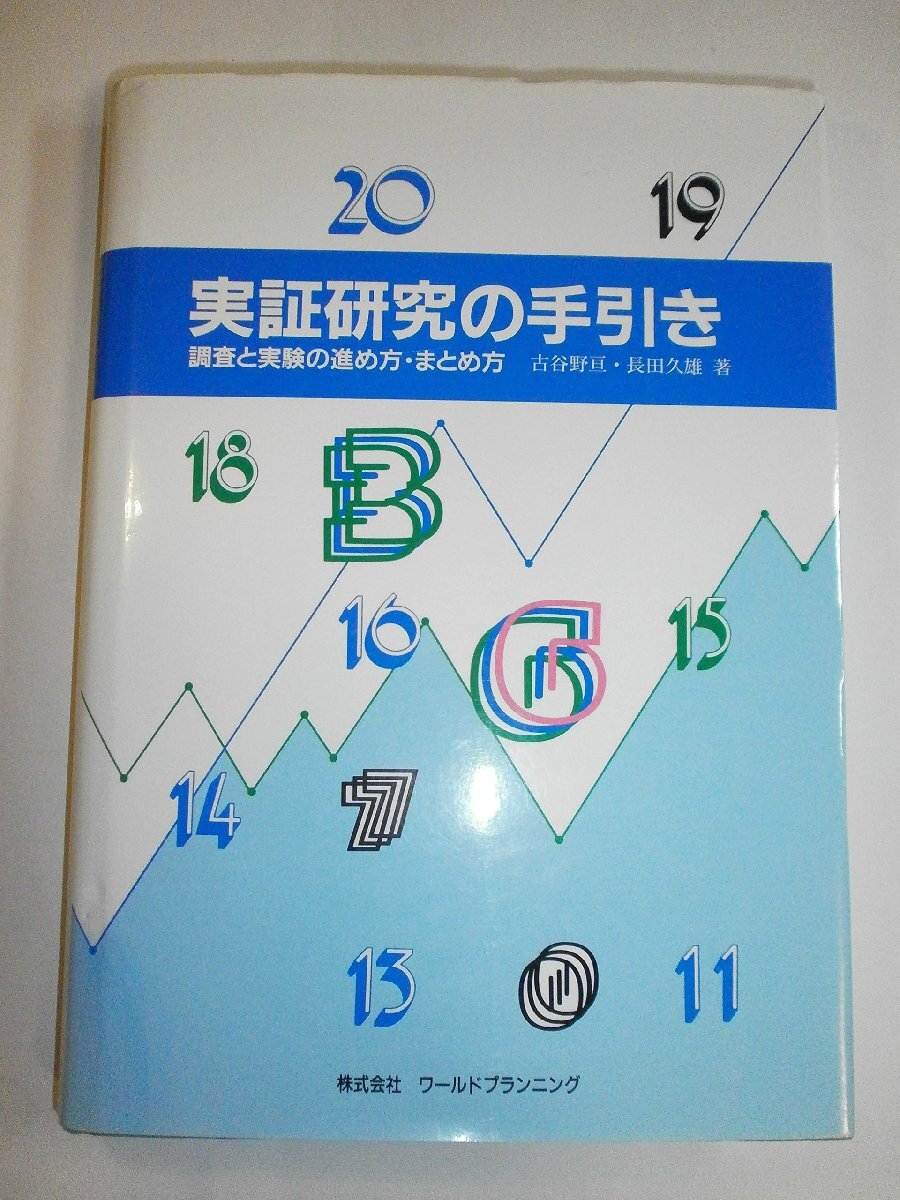 20 19
実証研究の手引き
調査と実験の進め方・まとめ方 古谷野亘・長田久雄 著
18 B
16 G 15
14 7
13 0 11
株式会社 ワールドプランニング